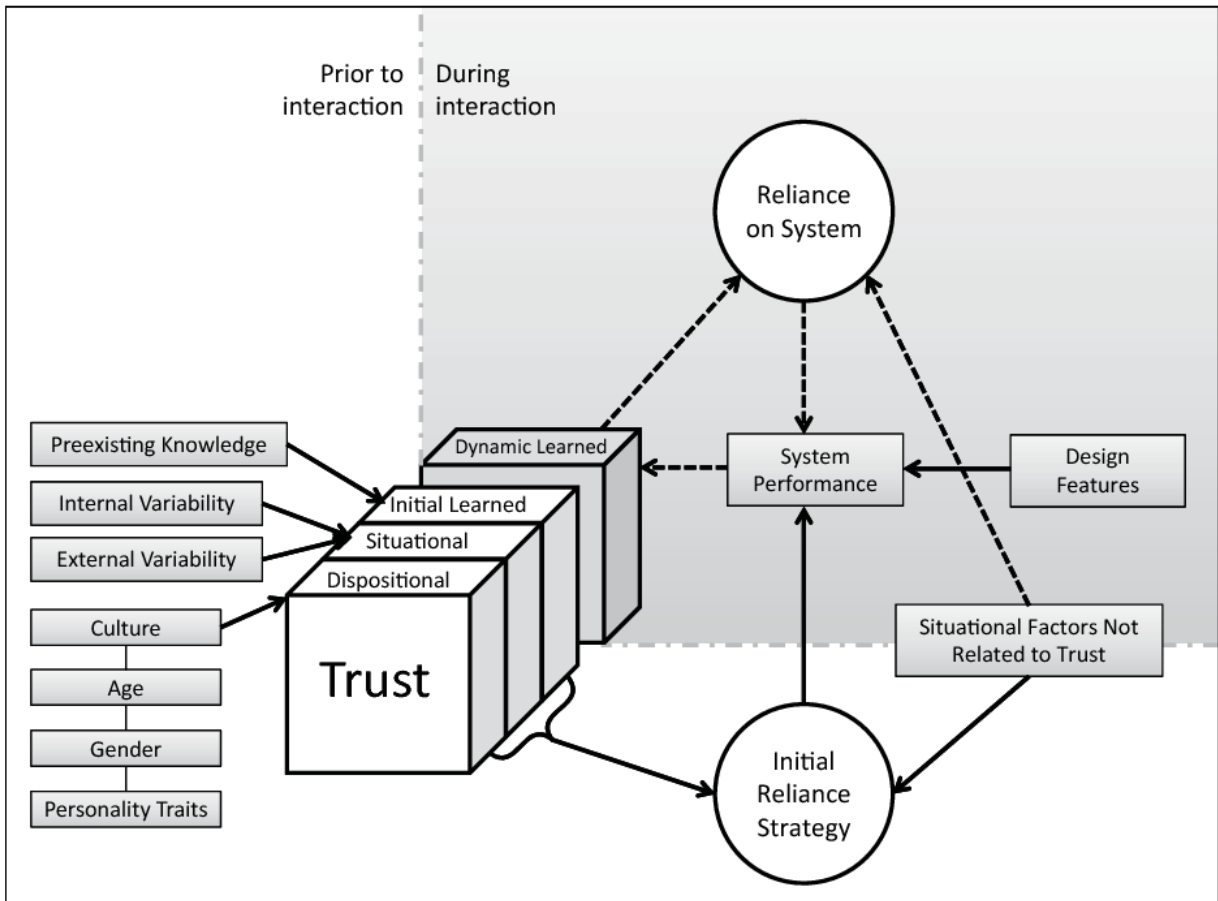 Prior to
interaction
During
interaction
Reliance
on System
Preexisting Knowledge
Internal Variability
External Variability
Culture
Age
Gender
Personality Traits
Dynamic Learned
Initial Learned
Situational
Dispositional
Trust
System
Performance
Design
Features
Situational Factors Not
Related to Trust
Initial
Reliance
Strategy